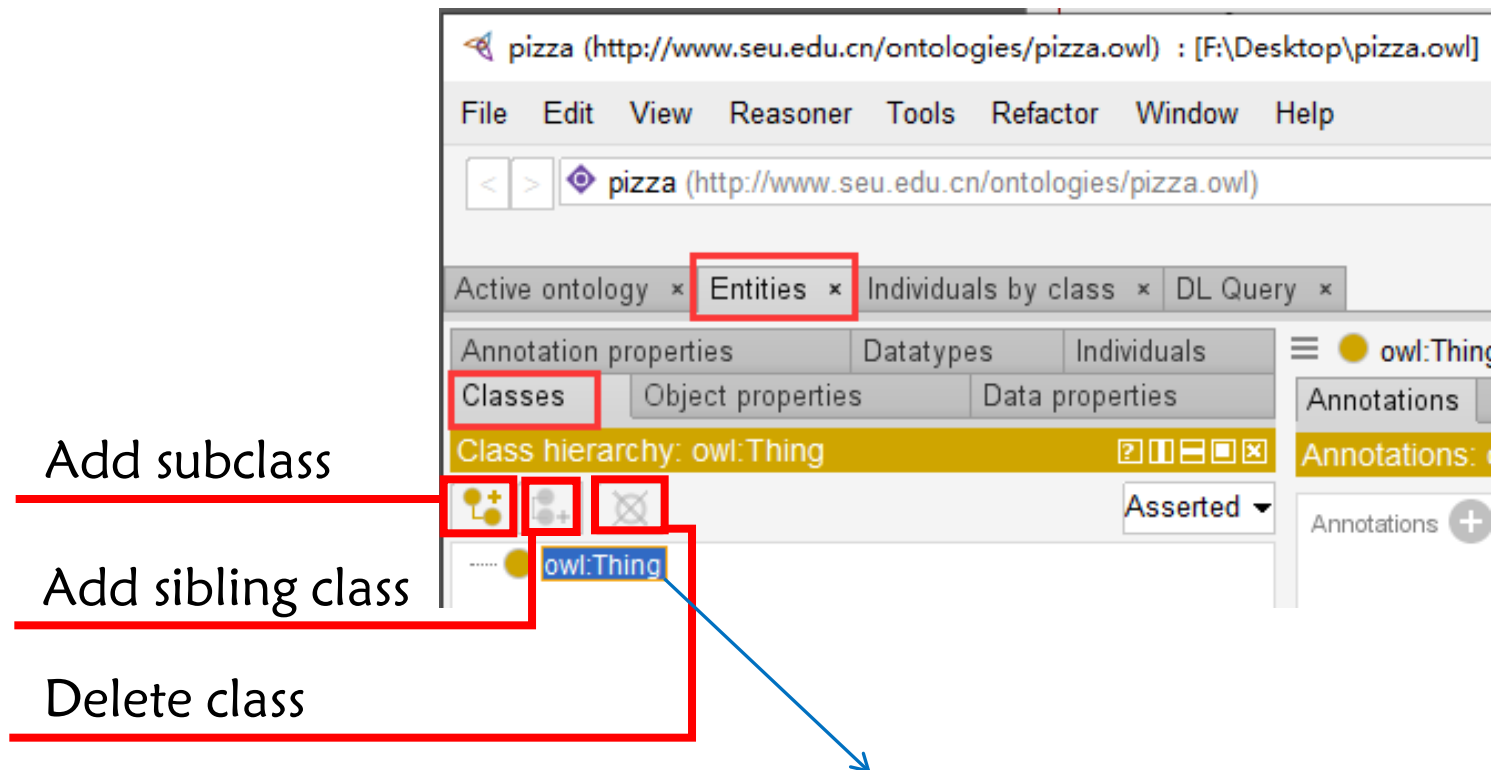 pizza (http://www.seu.edu.cn/ontologies/pizza.owl) : [F:\Desktop\pizza.owl]
File Edit View Reasoner Tools Refactor Window Help
< > pizza (http://www.seu.edu.cn/ontologies/pizza.owl)
Active ontology × Entities × Individuals by class × DL Query ×
Annotation properties Datatypes Individuals
owl:Thing
Classes Object properties Data properties
Annotations
Class hierarchy: owl:Thing
Annotations:
Add subclass
Asserted
Annotations
owl:Thing
Add sibling class
Delete class